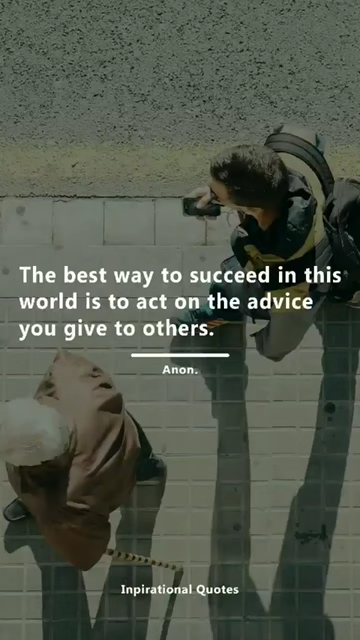 The best way to succeed in this
world is to act on the advice
you give to others.
Anon.
Inpirational Quotes